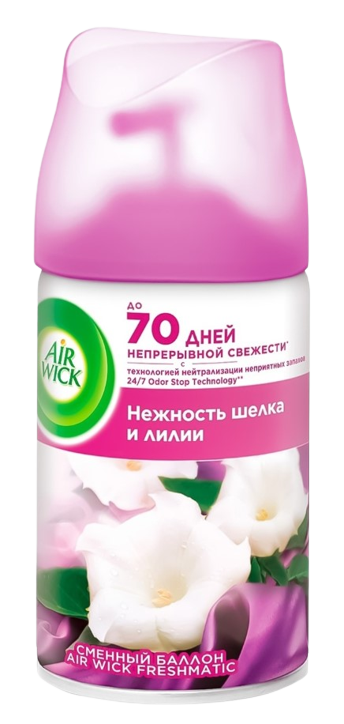 AIR
WICK
ДО
70 ДНЕЙ
НЕПРЕРЫВНОЙ СВЕЖЕСТИ*
С
ТЕХНОЛОГИЕЙ НЕЙТРАЛИЗАЦИИ НЕПРИЯТНЫХ ЗАПАХОВ
24/7 Odor Stop Technology**
Нежность шелка
и лилии
СМЕННЫЙ БАЛЛОН
AIR WICK FRESHMATIC